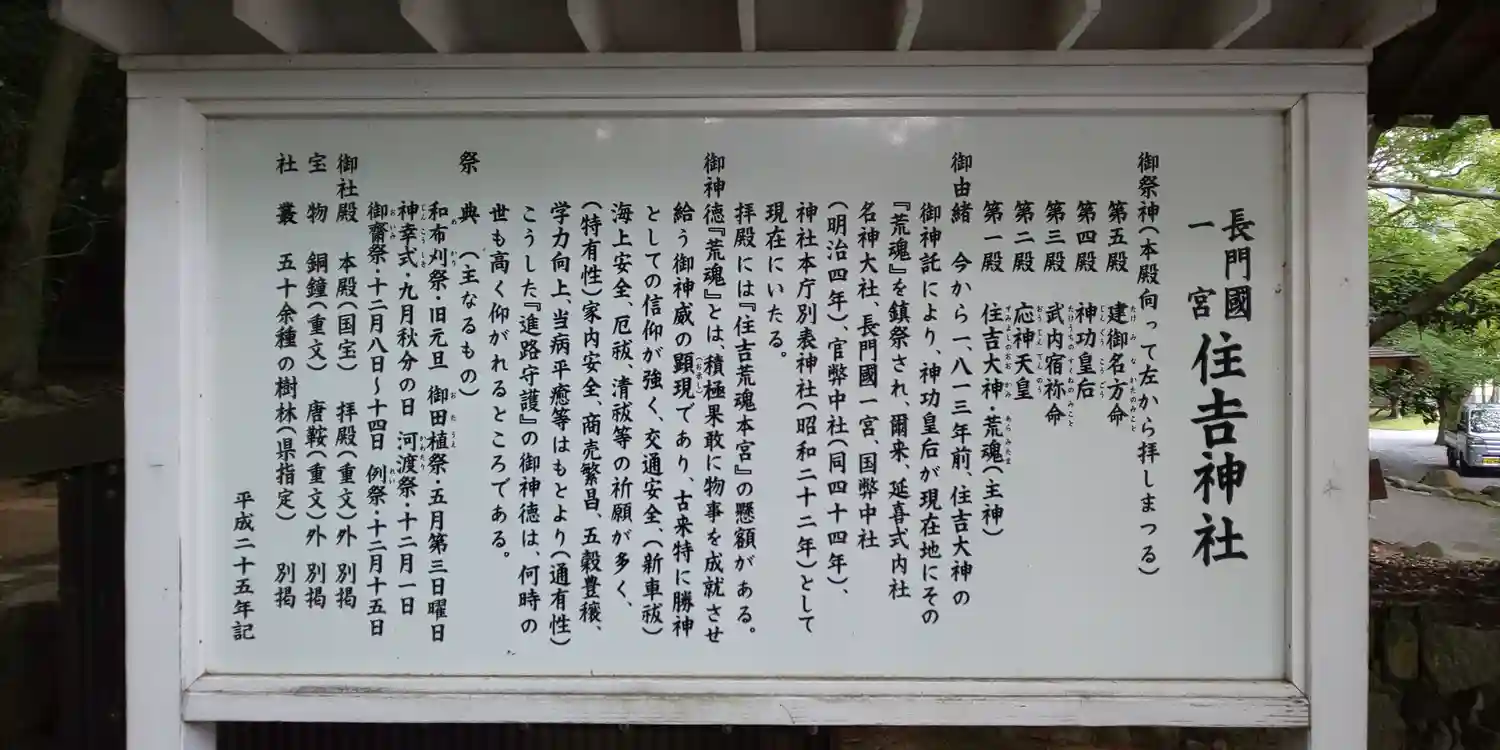 長門國
一宮 住吉神社
御祭神(本殿向って左から拝しまつる)
第五殿 建御名方命
第四殿 神功皇后
第三殿 武内宿祢命
第二殿 応神天皇
第一殿 住吉大神・荒魂(主神)
御由緒 今から一、八一三年前、住吉大神の
御神託により、神功皇后が現在地にその
『荒魂』を鎮祭され、爾来、延喜式内社
名神大社、長門國一宮、国弊中社
(明治四年)、官弊中社(同四十四年)、
神社本庁別表神社(昭和二十二年)として
現在にいたる。
拝殿には『住吉荒魂本宮』の懸額がある。
御神徳『荒魂』とは、積極果敢に物事を成就させ
給う御神威の顕現であり、古来特に勝神
としての信仰が強く、交通安全、(新車祓)
海上安全、厄祓、清祓等の祈願が多く、
(特有性)家内安全、商売繁昌、五穀豊穣、
学力向上、当病平癒等はもとより(通有性)
こうした『進路守護』の御神徳は、何時の
世も高く仰がれるところである。
祭典(主なるもの)
和布刈祭・旧元旦 御田植祭・五月第三日曜日
神幸式・九月秋分の日 河渡祭・十二月一日
御齋祭・十二月八日〜十四日 例祭・十二月十五日
御社殿 本殿(国宝) 拝殿(重文)外 別掲
宝物 銅鐘(重文) 唐鞍(重文)外 別掲
社叢 五十余種の樹林(県指定) 別掲
平成二十五年記